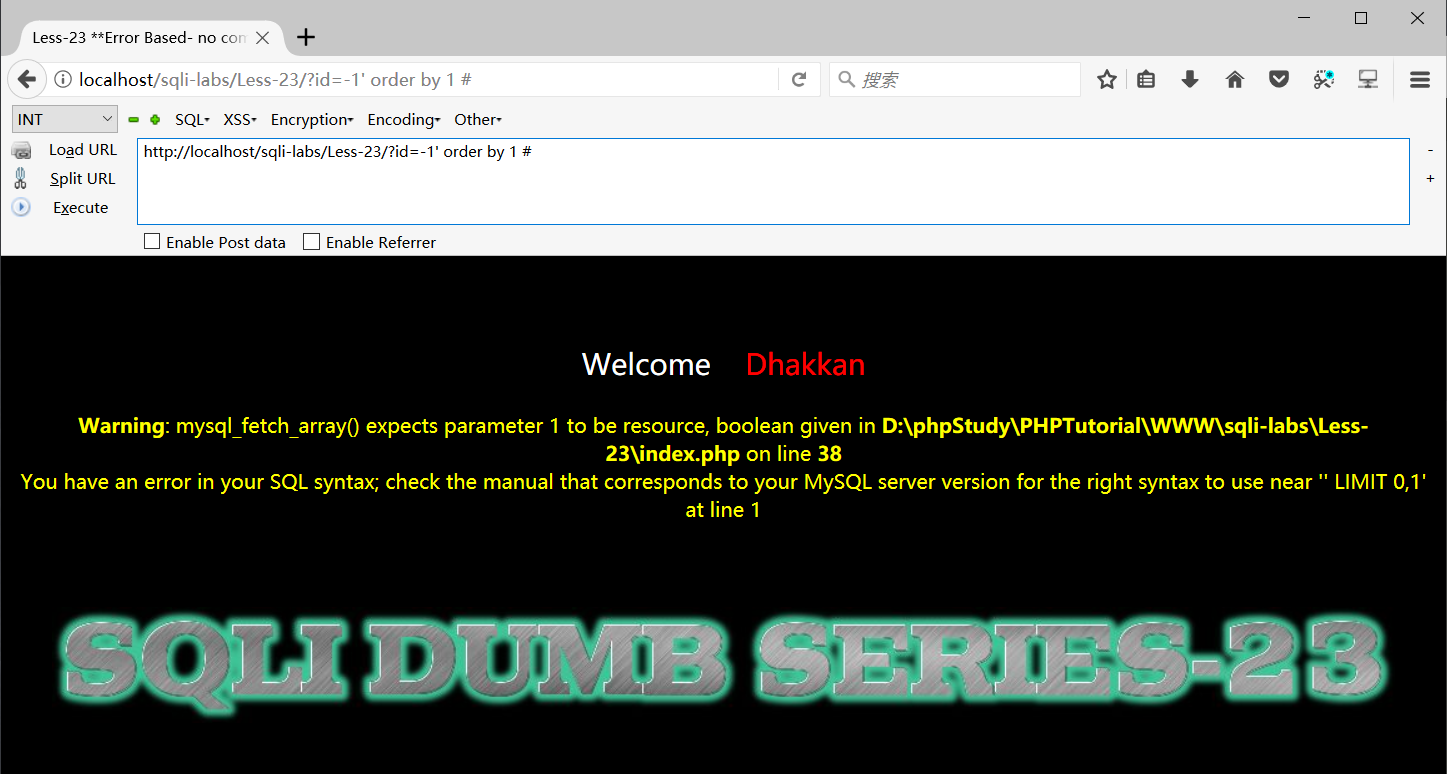 Less-23 **Error Based- no com
localhost/sqli-labs/Less-23/?id=-1' order by 1 #
搜索
INT
SQL XSS Encryption Encoding Other
Load URL
http://localhost/sqli-labs/Less-23/?id=-1' order by 1 #
-
Split URL
+
Execute
Enable Post data Enable Referrer
Welcome Dhakkan
Warning: mysql_fetch_array() expects parameter 1 to be resource, boolean given in D:\phpStudy\PHPTutorial\WWW\sqli-labs\Less-
23\index.php on line 38
You have an error in your SQL syntax; check the manual that corresponds to your MySQL server version for the right syntax to use near '' LIMIT 0,1'
at line 1
SQLI DUMB SERIES-23